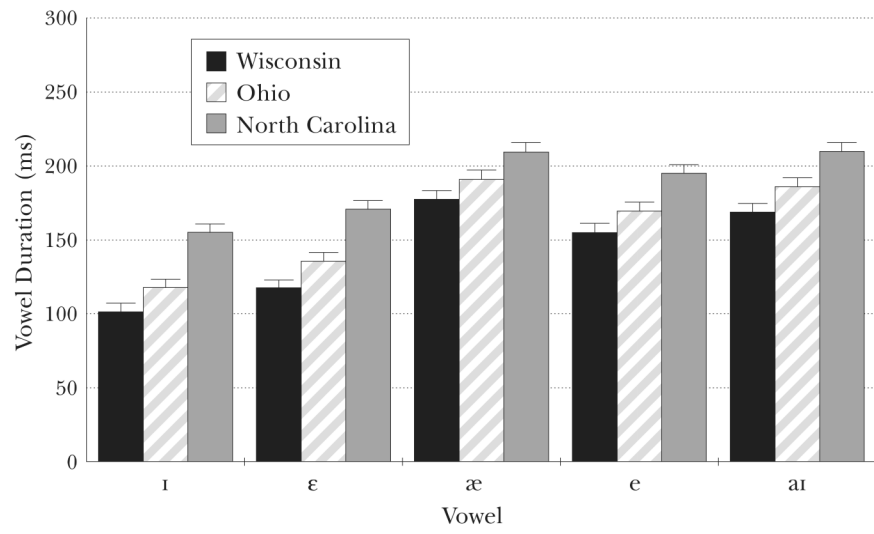 300
250
200
150
100
50
0
Vowel Duration (ms)
Wisconsin
Ohio
North Carolina
ɪ
ɛ
æ
e
aɪ
Vowel